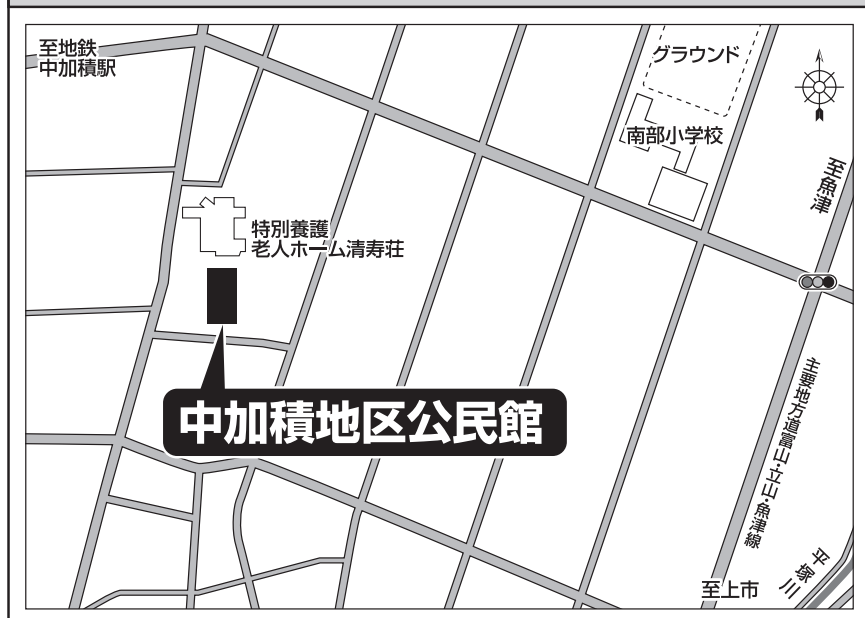 至地鉄
中加積駅
グラウンド
南部小学校
至魚津
特別養護
老人ホーム清寿荘
中加積地区公民館
主要地方道富山・立山・魚津線
至上市
平塚川